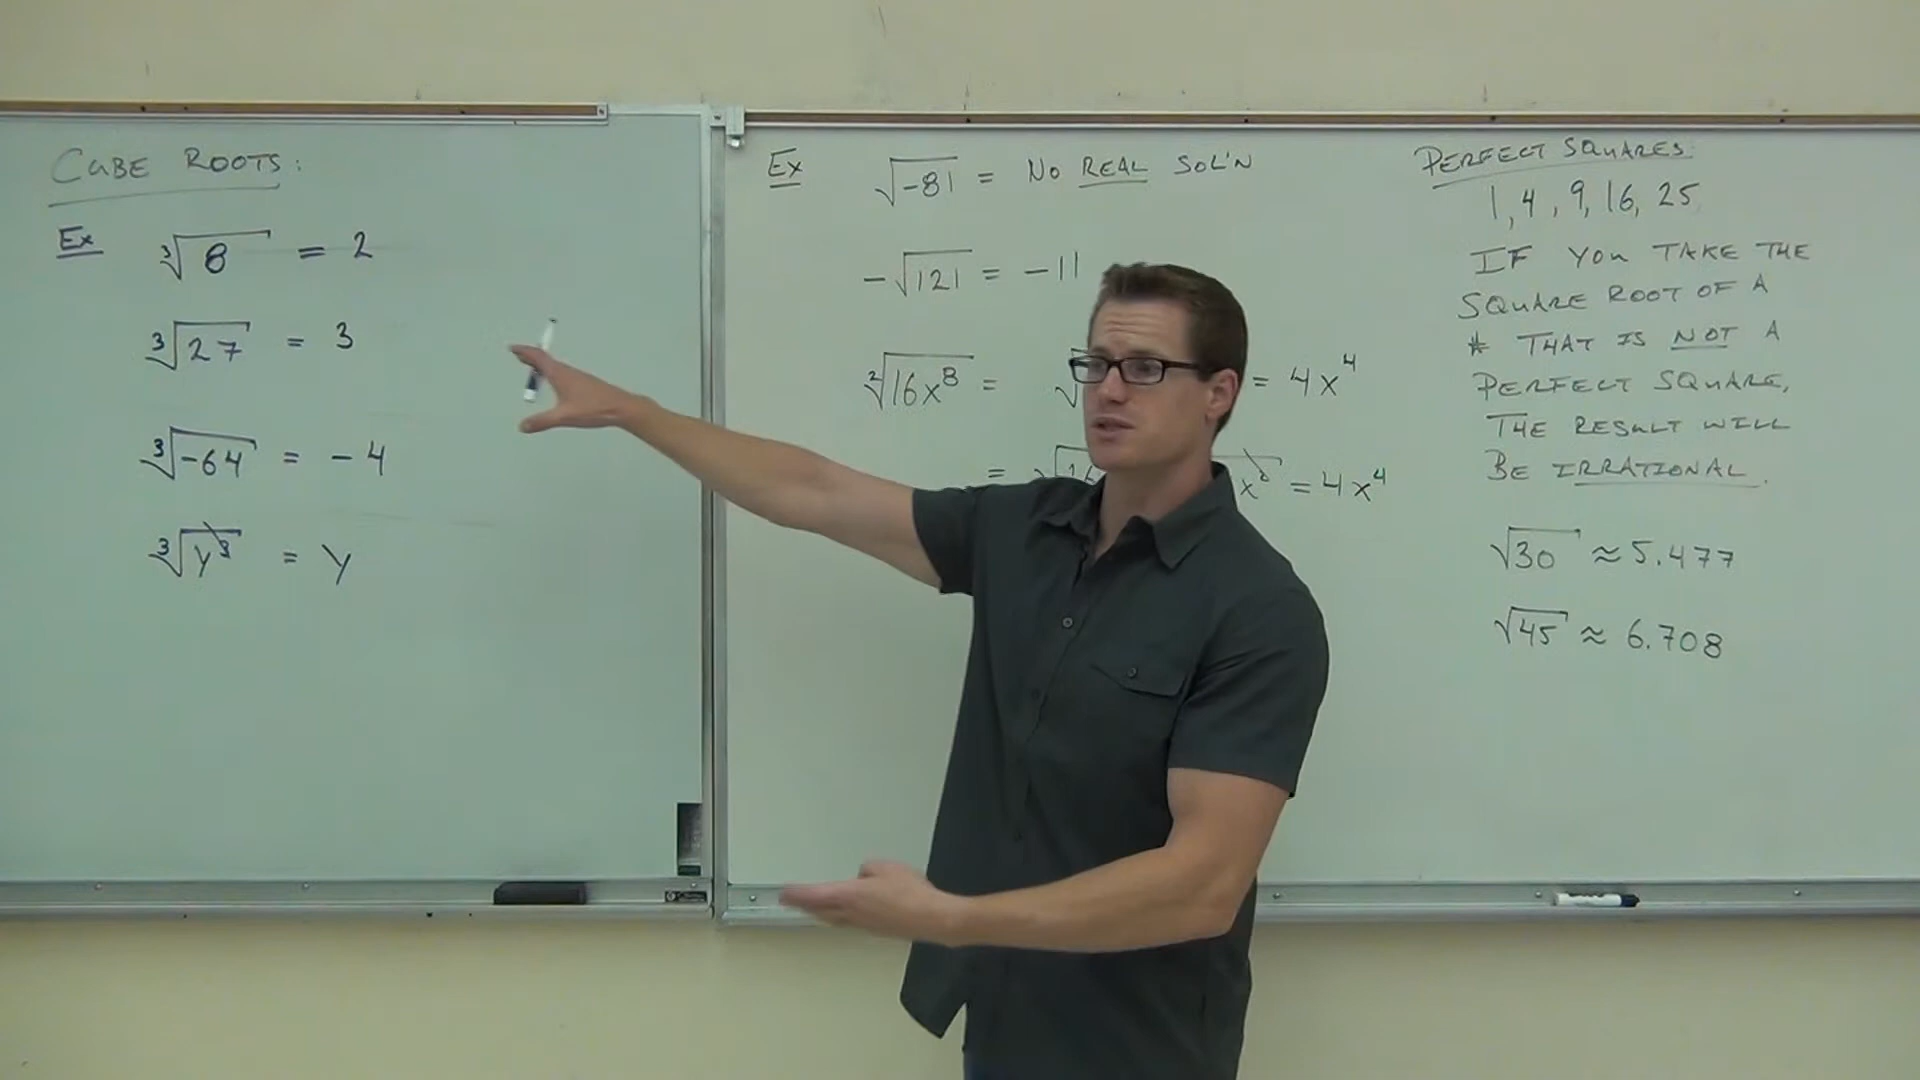 CUBE ROOTS:
Ex ∛8 = 2
∛27 = 3
∛-64 = -4
∛y³ = y
Ex √-81 = No REAL SOL'N
-√121 = -11
²√16x⁸ = √ = 4x⁴
= √16 x² = 4x⁴
PERFECT SQUARES
1, 4, 9, 16, 25
IF YOU TAKE THE
SQUARE ROOT OF A
# THAT IS NOT A
PERFECT SQUARE,
THE RESULT WILL
BE IRRATIONAL.
√30 ≈ 5.477
√45 ≈ 6.708